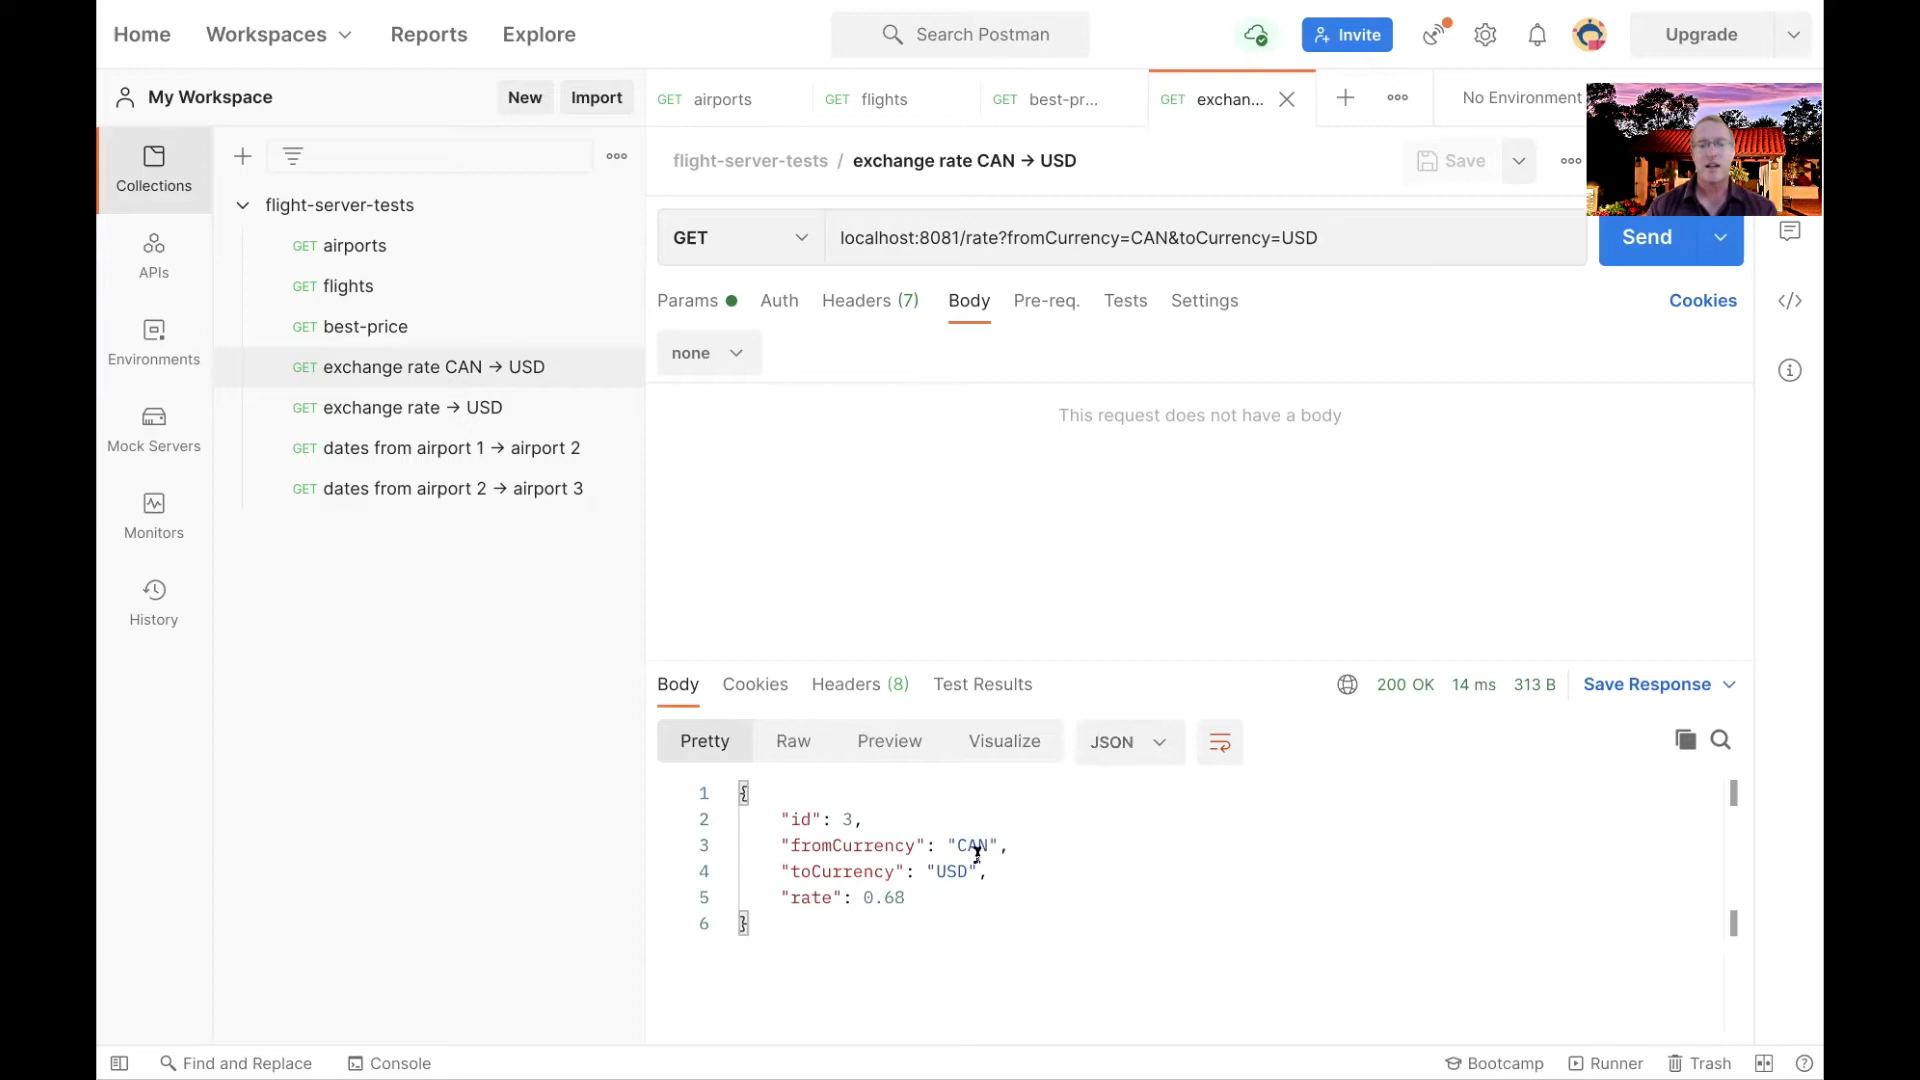 Home Workspaces Reports Explore Search Postman Invite Upgrade
My Workspace New Import GET airports GET flights GET best-pr... GET exchan... No Environment
Collections
flight-server-tests / exchange rate CAN → USD Save
flight-server-tests
GET airports
GET flights
GET best-price
GET exchange rate CAN → USD
GET exchange rate → USD
GET dates from airport 1 → airport 2
GET dates from airport 2 → airport 3
APIs
Environments
Mock Servers
Monitors
History
GET localhost:8081/rate?fromCurrency=CAN&toCurrency=USD Send
Params Auth Headers (7) Body Pre-req. Tests Settings Cookies
none
This request does not have a body
Body Cookies Headers (8) Test Results 200 OK 14 ms 313 B Save Response
Pretty Raw Preview Visualize JSON
1 {
2 "id": 3,
3 "fromCurrency": "CAN",
4 "toCurrency": "USD",
5 "rate": 0.68
6 }
Find and Replace Console Bootcamp Runner Trash